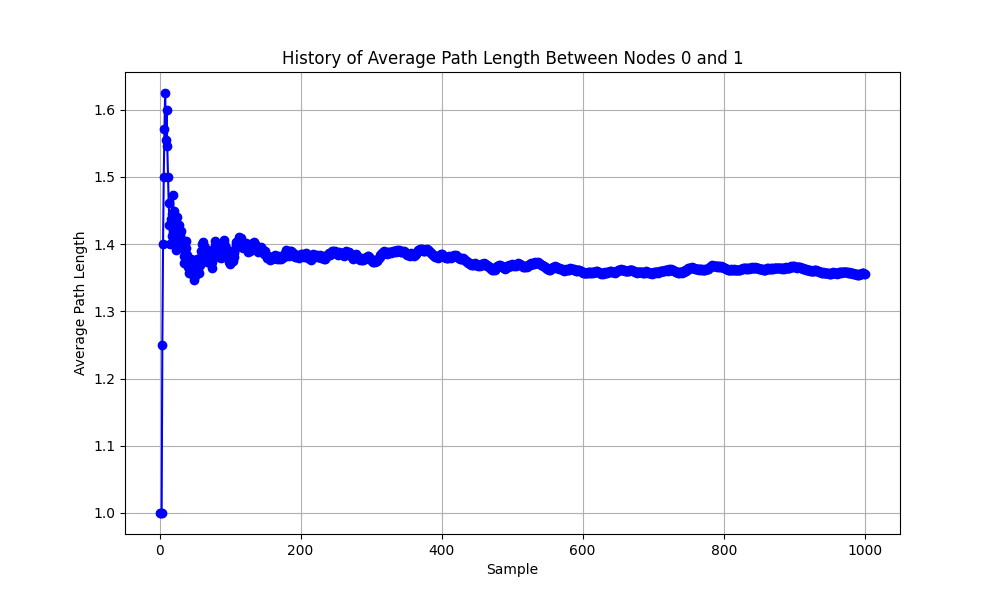 History of Average Path Length Between Nodes 0 and 1
1.6
1.5
1.4
1.3
1.2
1.1
1.0
Average Path Length
0 200 400 600 800 1000
Sample